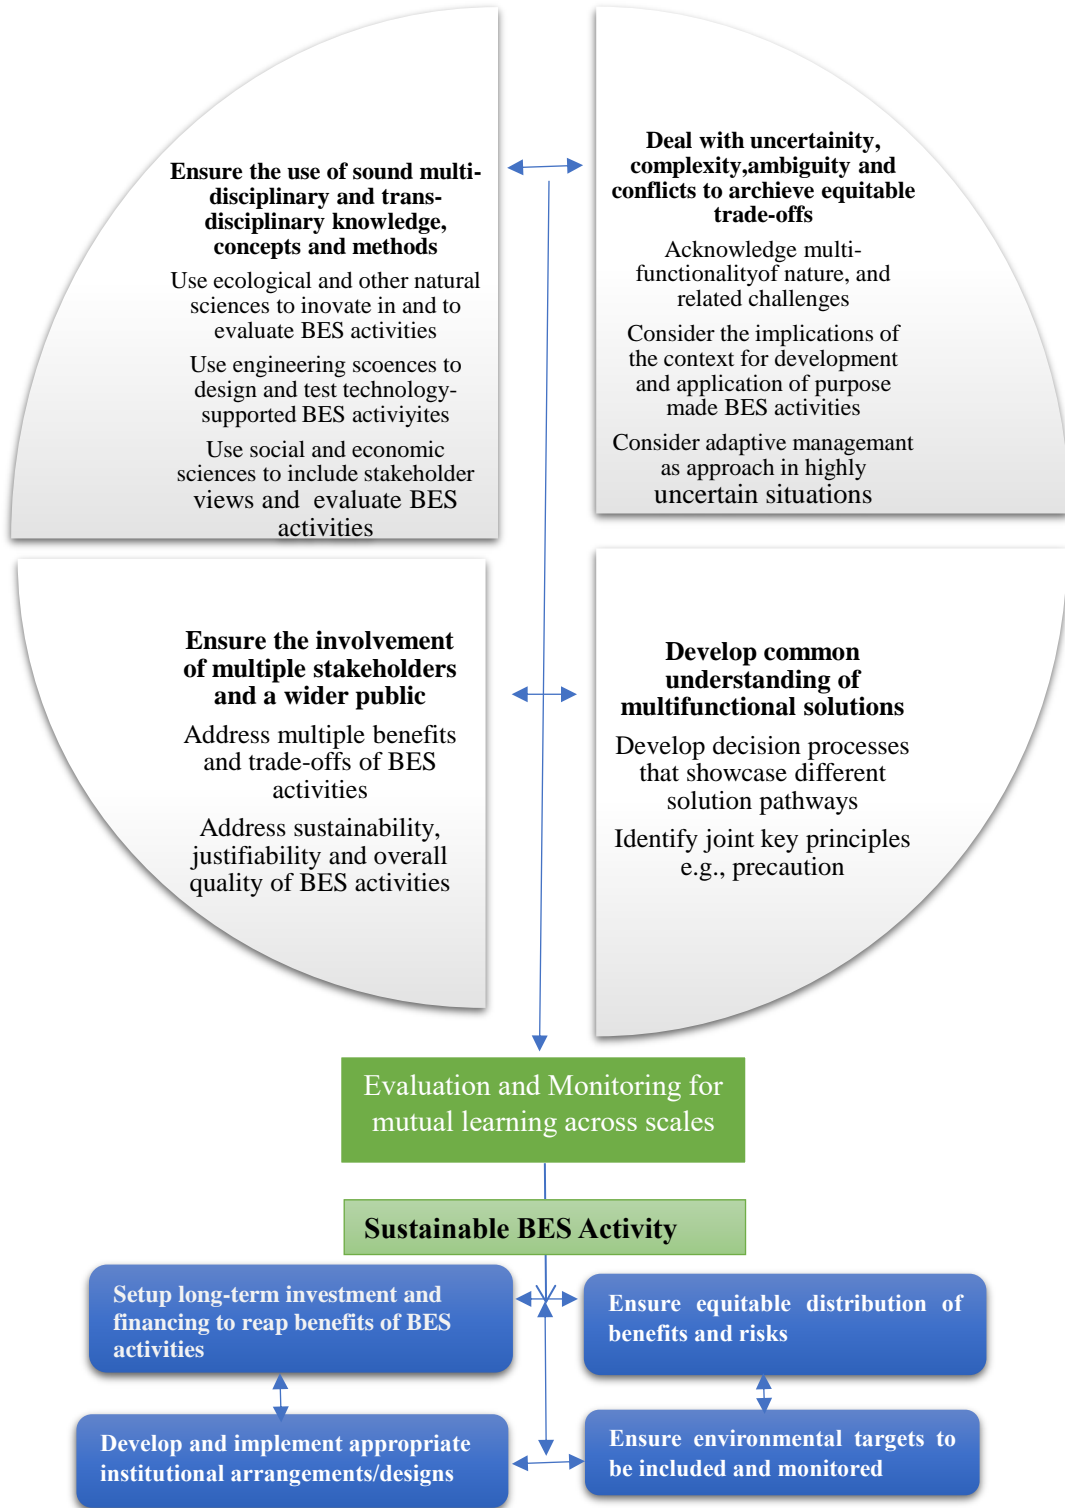 Ensure the use of sound multi-
disciplinary and trans-
disciplinary knowledge,
concepts and methods
Use ecological and other natural
sciences to inovate in and to
evaluate BES activities
Use engineering scoences to
design and test technology-
supported BES activiyites
Use social and economic
sciences to include stakeholder
views and evaluate BES
activities
Deal with uncertainity,
complexity,ambiguity and
conflicts to archieve equitable
trade-offs
Acknowledge multi-
functionalityof nature, and
related challenges
Consider the implications of
the context for development
and application of purpose
made BES activities
Consider adaptive managemant
as approach in highly
uncertain situations
Ensure the involvement
of multiple stakeholders
and a wider public
Address multiple benefits
and trade-offs of BES
activities
Address sustainability,
justifiability and overall
quality of BES activities
Develop common
understanding of
multifunctional solutions
Develop decision processes
that showcase different
solution pathways
Identify joint key principles
e.g., precaution
Evaluation and Monitoring for
mutual learning across scales
Sustainable BES Activity
Setup long-term investment and
financing to reap benefits of BES
activities
Ensure equitable distribution of
benefits and risks
Develop and implement appropriate
institutional arrangements/designs
Ensure environmental targets to
be included and monitored